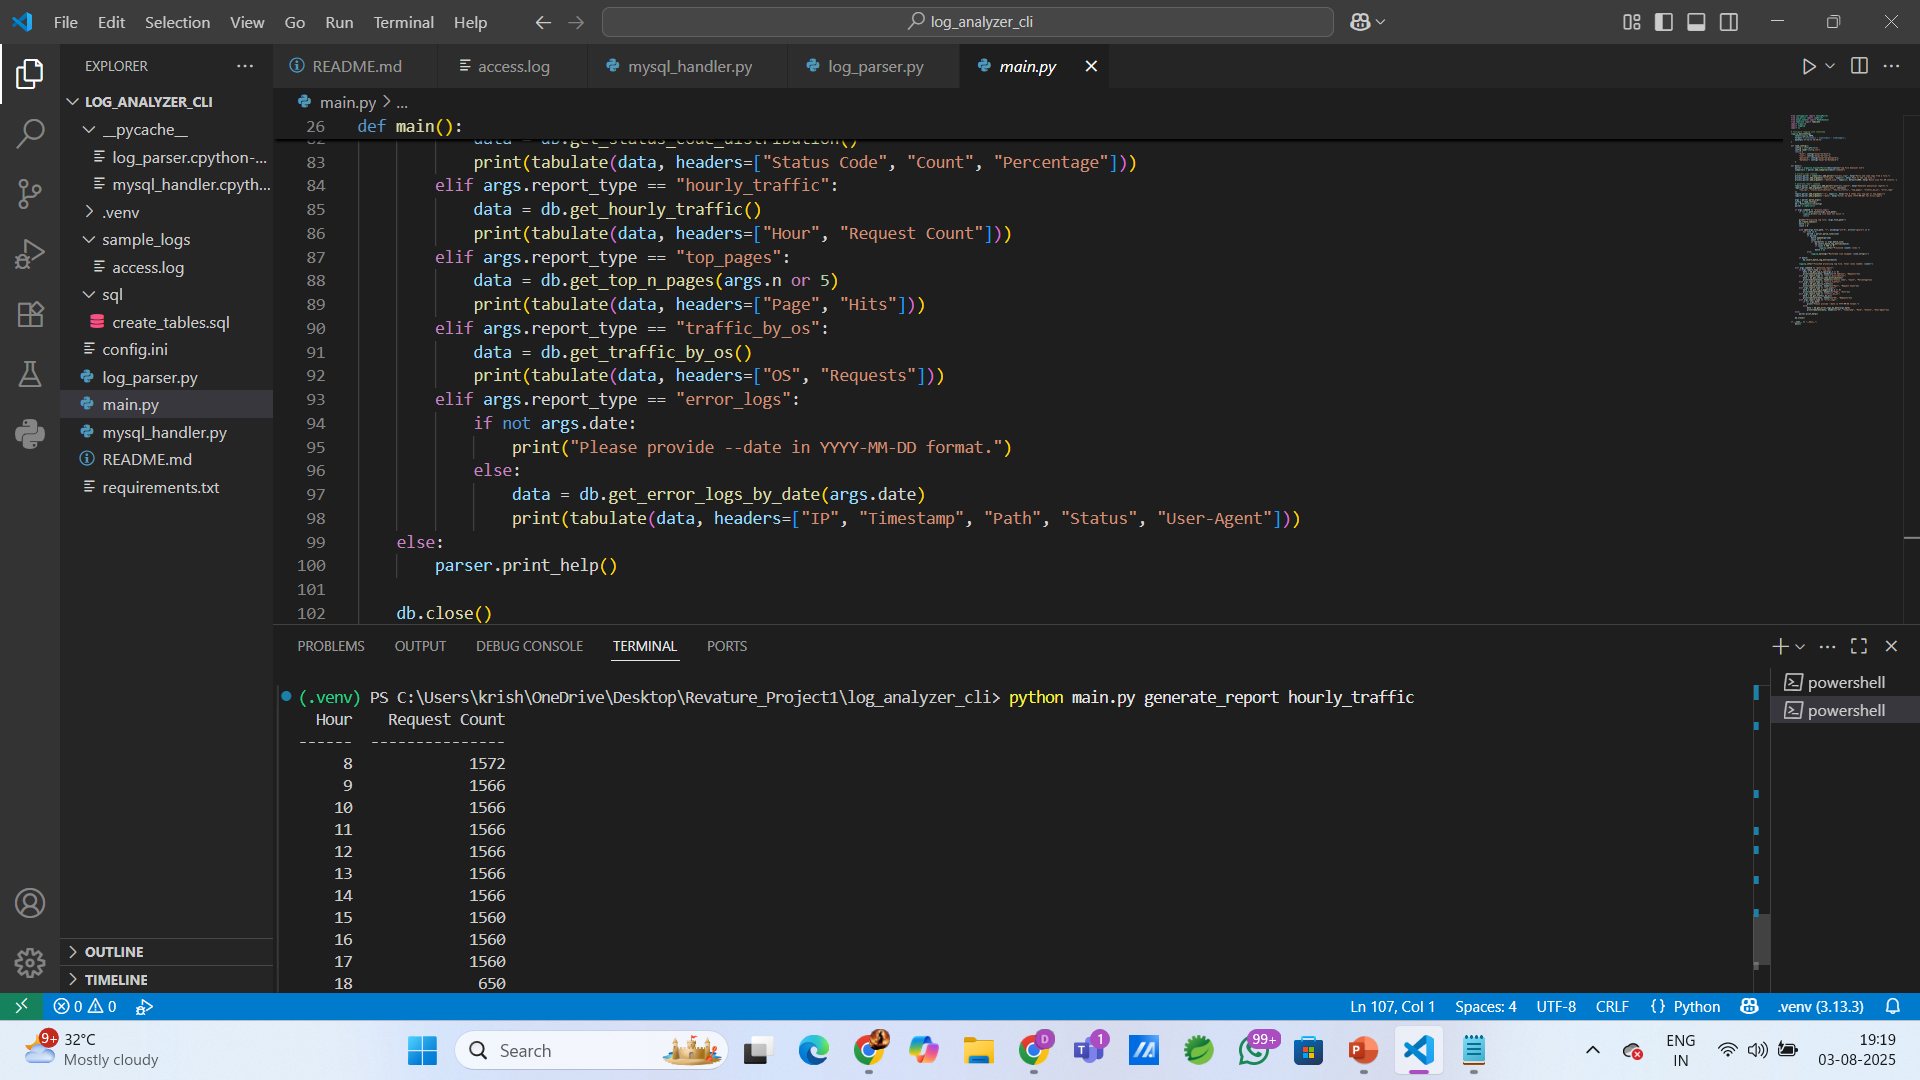 File Edit Selection View Go Run Terminal Help
log_analyzer_cli
EXPLORER
README.md
access.log
mysql_handler.py
log_parser.py
main.py
LOG_ANALYZER_CLI
__pycache__
log_parser.cpython-...
mysql_handler.cpyth...
.venv
sample_logs
access.log
sql
create_tables.sql
config.ini
log_parser.py
main.py
mysql_handler.py
README.md
requirements.txt
OUTLINE
TIMELINE
main.py > ...
26 def main():
82 data = db.get_status_code_distribution()
83 print(tabulate(data, headers=["Status Code", "Count", "Percentage"]))
84 elif args.report_type == "hourly_traffic":
85 data = db.get_hourly_traffic()
86 print(tabulate(data, headers=["Hour", "Request Count"]))
87 elif args.report_type == "top_pages":
88 data = db.get_top_n_pages(args.n or 5)
89 print(tabulate(data, headers=["Page", "Hits"]))
90 elif args.report_type == "traffic_by_os":
91 data = db.get_traffic_by_os()
92 print(tabulate(data, headers=["OS", "Requests"]))
93 elif args.report_type == "error_logs":
94 if not args.date:
95 print("Please provide --date in YYYY-MM-DD format.")
96 else:
97 data = db.get_error_logs_by_date(args.date)
98 print(tabulate(data, headers=["IP", "Timestamp", "Path", "Status", "User-Agent"]))
99 else:
100 parser.print_help()
101
102 db.close()
PROBLEMS OUTPUT DEBUG CONSOLE TERMINAL PORTS
(.venv) PS C:\Users\krish\OneDrive\Desktop\Revature_Project1\log_analyzer_cli> python main.py generate_report hourly_traffic
Hour Request Count
------ ---------------
8 1572
9 1566
10 1566
11 1566
12 1566
13 1566
14 1566
15 1560
16 1560
17 1560
18 650
powershell
powershell
0 0
Ln 107, Col 1 Spaces: 4 UTF-8 CRLF {} Python .venv (3.13.3)
9+
32°C
Mostly cloudy
Search
D
1
99+
ENG
IN
19:19
03-08-2025